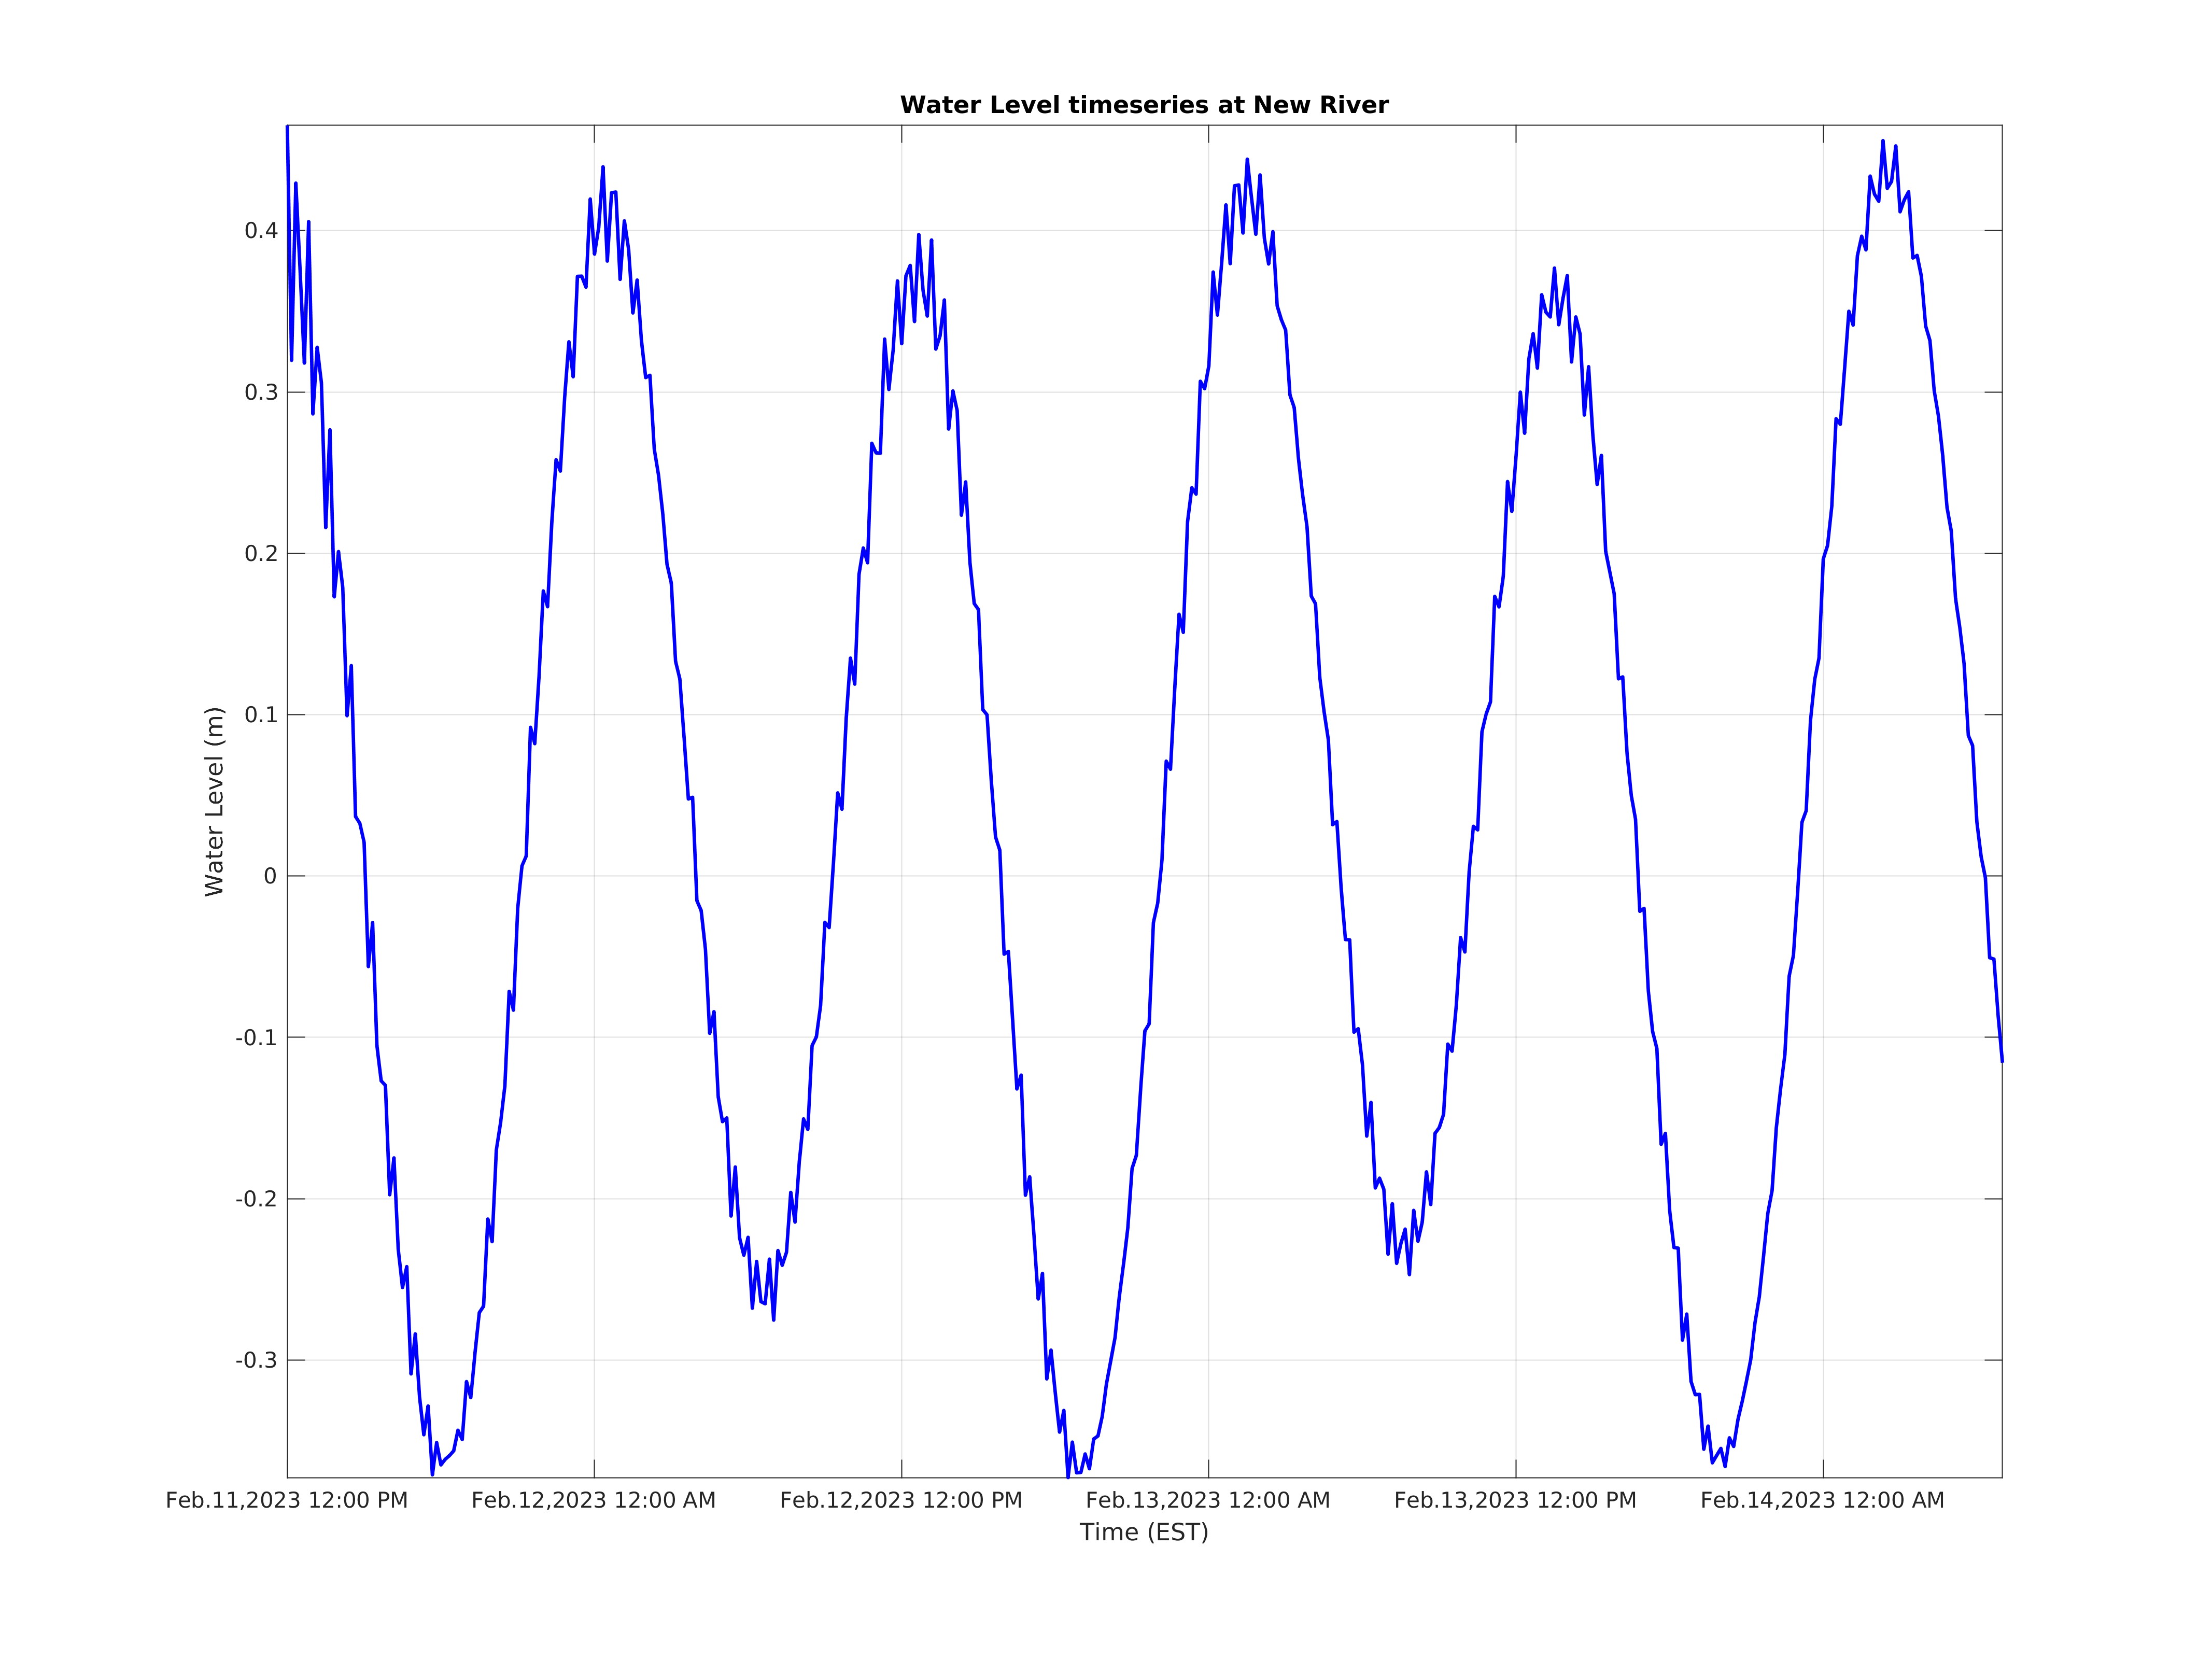 Water Level timeseries at New River
0.4
0.3
0.2
0.1
0
-0.1
-0.2
-0.3
Water Level (m)
Feb.11,2023 12:00 PM Feb.12,2023 12:00 AM Feb.12,2023 12:00 PM Feb.13,2023 12:00 AM Feb.13,2023 12:00 PM Feb.14,2023 12:00 AM
Time (EST)